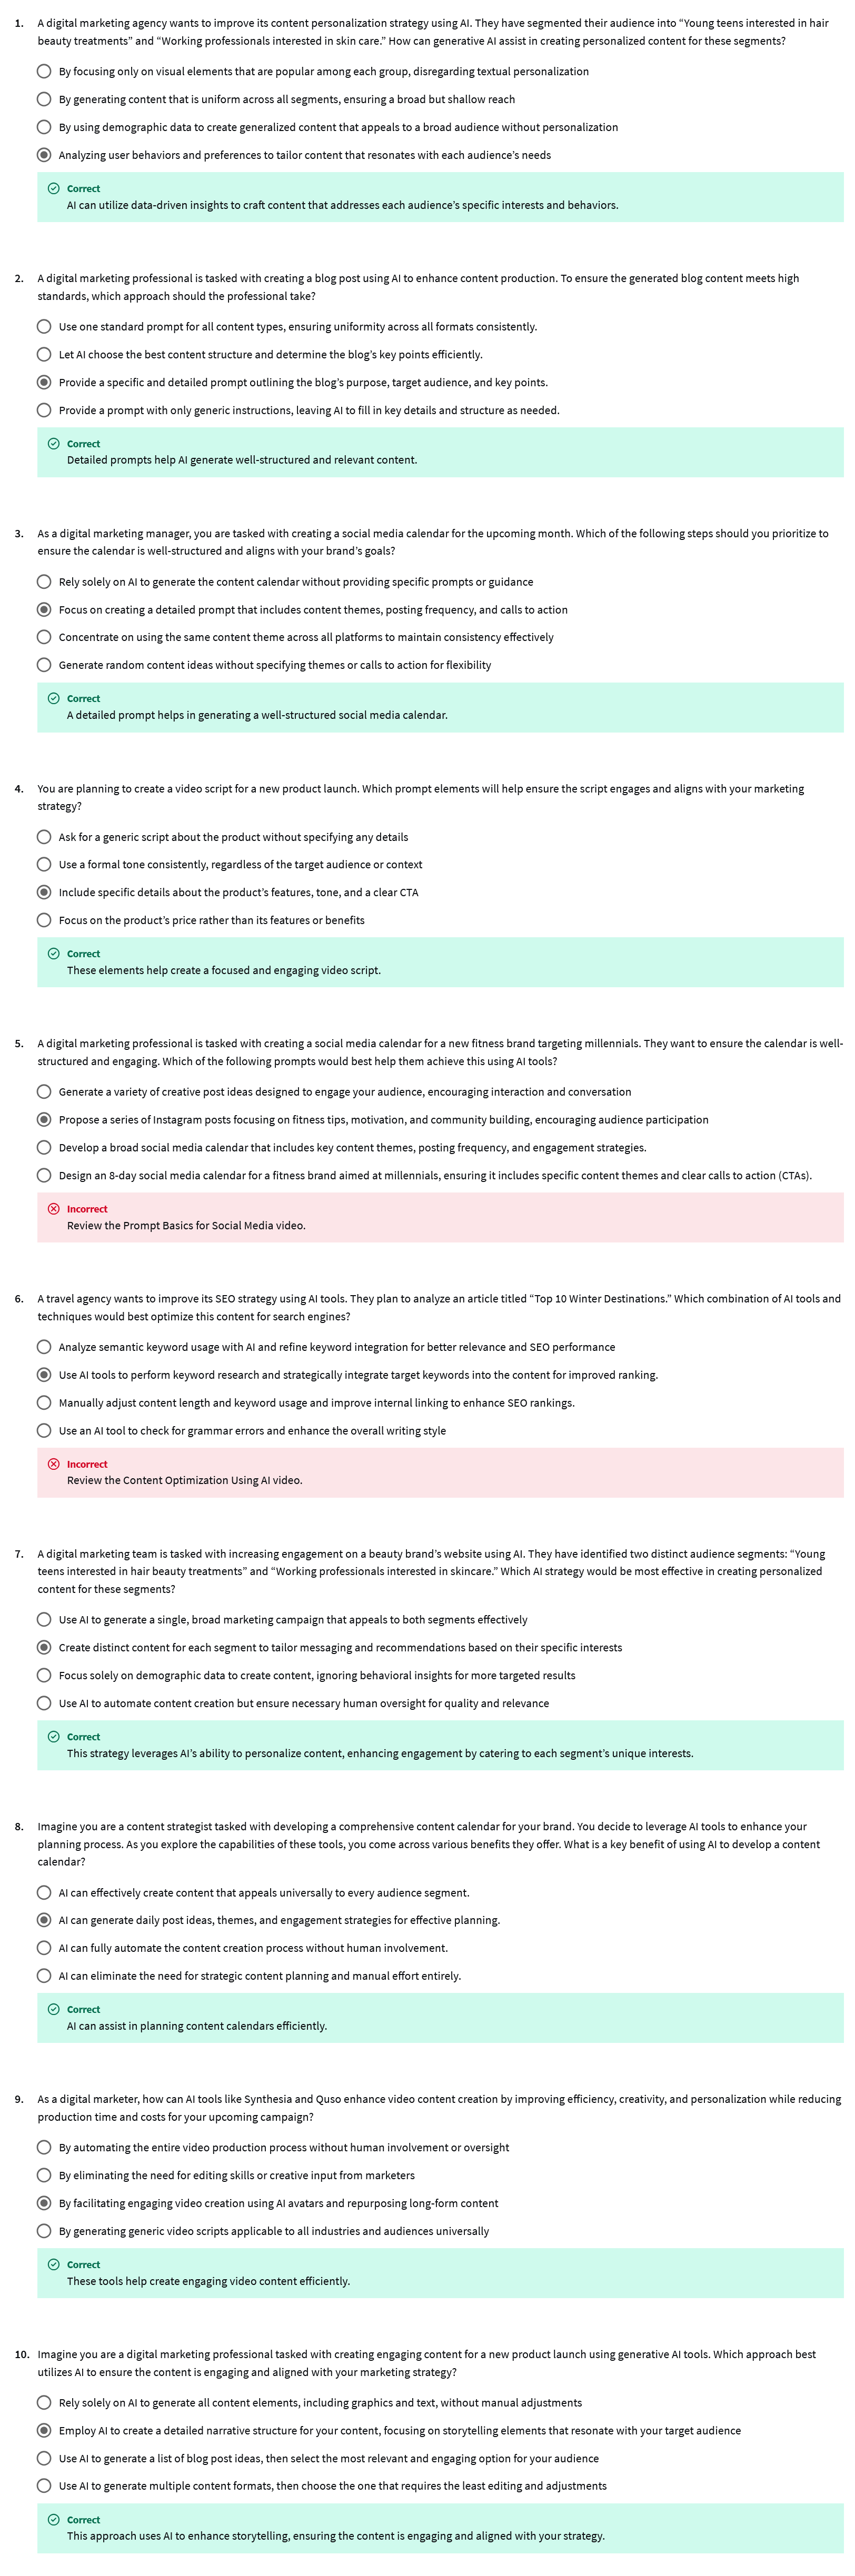 1. A digital marketing agency wants to improve its content personalization strategy using AI. They have segmented their audience into “Young teens interested in hair
beauty treatments” and “Working professionals interested in skin care.” How can generative AI assist in creating personalized content for these segments?
By focusing only on visual elements that are popular among each group, disregarding textual personalization
By generating content that is uniform across all segments, ensuring a broad but shallow reach
By using demographic data to create generalized content that appeals to a broad audience without personalization
Analyzing user behaviors and preferences to tailor content that resonates with each audience’s needs
Correct
AI can utilize data-driven insights to craft content that addresses each audience’s specific interests and behaviors.
2. A digital marketing professional is tasked with creating a blog post using AI to enhance content production. To ensure the generated blog content meets high
standards, which approach should the professional take?
Use one standard prompt for all content types, ensuring uniformity across all formats consistently.
Let AI choose the best content structure and determine the blog’s key points efficiently.
Provide a specific and detailed prompt outlining the blog’s purpose, target audience, and key points.
Provide a prompt with only generic instructions, leaving AI to fill in key details and structure as needed.
Correct
Detailed prompts help AI generate well-structured and relevant content.
3. As a digital marketing manager, you are tasked with creating a social media calendar for the upcoming month. Which of the following steps should you prioritize to
ensure the calendar is well-structured and aligns with your brand’s goals?
Rely solely on AI to generate the content calendar without providing specific prompts or guidance
Focus on creating a detailed prompt that includes content themes, posting frequency, and calls to action
Concentrate on using the same content theme across all platforms to maintain consistency effectively
Generate random content ideas without specifying themes or calls to action for flexibility
Correct
A detailed prompt helps in generating a well-structured social media calendar.
4. You are planning to create a video script for a new product launch. Which prompt elements will help ensure the script engages and aligns with your marketing
strategy?
Ask for a generic script about the product without specifying any details
Use a formal tone consistently, regardless of the target audience or context
Include specific details about the product’s features, tone, and a clear CTA
Focus on the product’s price rather than its features or benefits
Correct
These elements help create a focused and engaging video script.
5. A digital marketing professional is tasked with creating a social media calendar for a new fitness brand targeting millennials. They want to ensure the calendar is well-
structured and engaging. Which of the following prompts would best help them achieve this using AI tools?
Generate a variety of creative post ideas designed to engage your audience, encouraging interaction and conversation
Propose a series of Instagram posts focusing on fitness tips, motivation, and community building, encouraging audience participation
Develop a broad social media calendar that includes key content themes, posting frequency, and engagement strategies.
Design an 8-day social media calendar for a fitness brand aimed at millennials, ensuring it includes specific content themes and clear calls to action (CTAs).
Incorrect
Review the Prompt Basics for Social Media video.
6. A travel agency wants to improve its SEO strategy using AI tools. They plan to analyze an article titled “Top 10 Winter Destinations.” Which combination of AI tools and
techniques would best optimize this content for search engines?
Analyze semantic keyword usage with AI and refine keyword integration for better relevance and SEO performance
Use AI tools to perform keyword research and strategically integrate target keywords into the content for improved ranking.
Manually adjust content length and keyword usage and improve internal linking to enhance SEO rankings.
Use an AI tool to check for grammar errors and enhance the overall writing style
Incorrect
Review the Content Optimization Using AI video.
7. A digital marketing team is tasked with increasing engagement on a beauty brand’s website using AI. They have identified two distinct audience segments: “Young
teens interested in hair beauty treatments” and “Working professionals interested in skincare.” Which AI strategy would be most effective in creating personalized
content for these segments?
Use AI to generate a single, broad marketing campaign that appeals to both segments effectively
Create distinct content for each segment to tailor messaging and recommendations based on their specific interests
Focus solely on demographic data to create content, ignoring behavioral insights for more targeted results
Use AI to automate content creation but ensure necessary human oversight for quality and relevance
Correct
This strategy leverages AI’s ability to personalize content, enhancing engagement by catering to each segment’s unique interests.
8. Imagine you are a content strategist tasked with developing a comprehensive content calendar for your brand. You decide to leverage AI tools to enhance your
planning process. As you explore the capabilities of these tools, you come across various benefits they offer. What is a key benefit of using AI to develop a content
calendar?
AI can effectively create content that appeals universally to every audience segment.
AI can generate daily post ideas, themes, and engagement strategies for effective planning.
AI can fully automate the content creation process without human involvement.
AI can eliminate the need for strategic content planning and manual effort entirely.
Correct
AI can assist in planning content calendars efficiently.
9. As a digital marketer, how can AI tools like Synthesia and Quso enhance video content creation by improving efficiency, creativity, and personalization while reducing
production time and costs for your upcoming campaign?
By automating the entire video production process without human involvement or oversight
By eliminating the need for editing skills or creative input from marketers
By facilitating engaging video creation using AI avatars and repurposing long-form content
By generating generic video scripts applicable to all industries and audiences universally
Correct
These tools help create engaging video content efficiently.
10. Imagine you are a digital marketing professional tasked with creating engaging content for a new product launch using generative AI tools. Which approach best
utilizes AI to ensure the content is engaging and aligned with your marketing strategy?
Rely solely on AI to generate all content elements, including graphics and text, without manual adjustments
Employ AI to create a detailed narrative structure for your content, focusing on storytelling elements that resonate with your target audience
Use AI to generate a list of blog post ideas, then select the most relevant and engaging option for your audience
Use AI to generate multiple content formats, then choose the one that requires the least editing and adjustments
Correct
This approach uses AI to enhance storytelling, ensuring the content is engaging and aligned with your strategy.